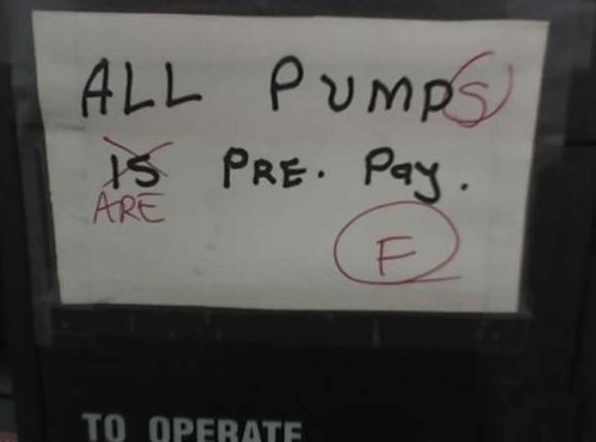 ALL PUMPS
IS PRE. Pay.
ARE
F
TO OPERATE